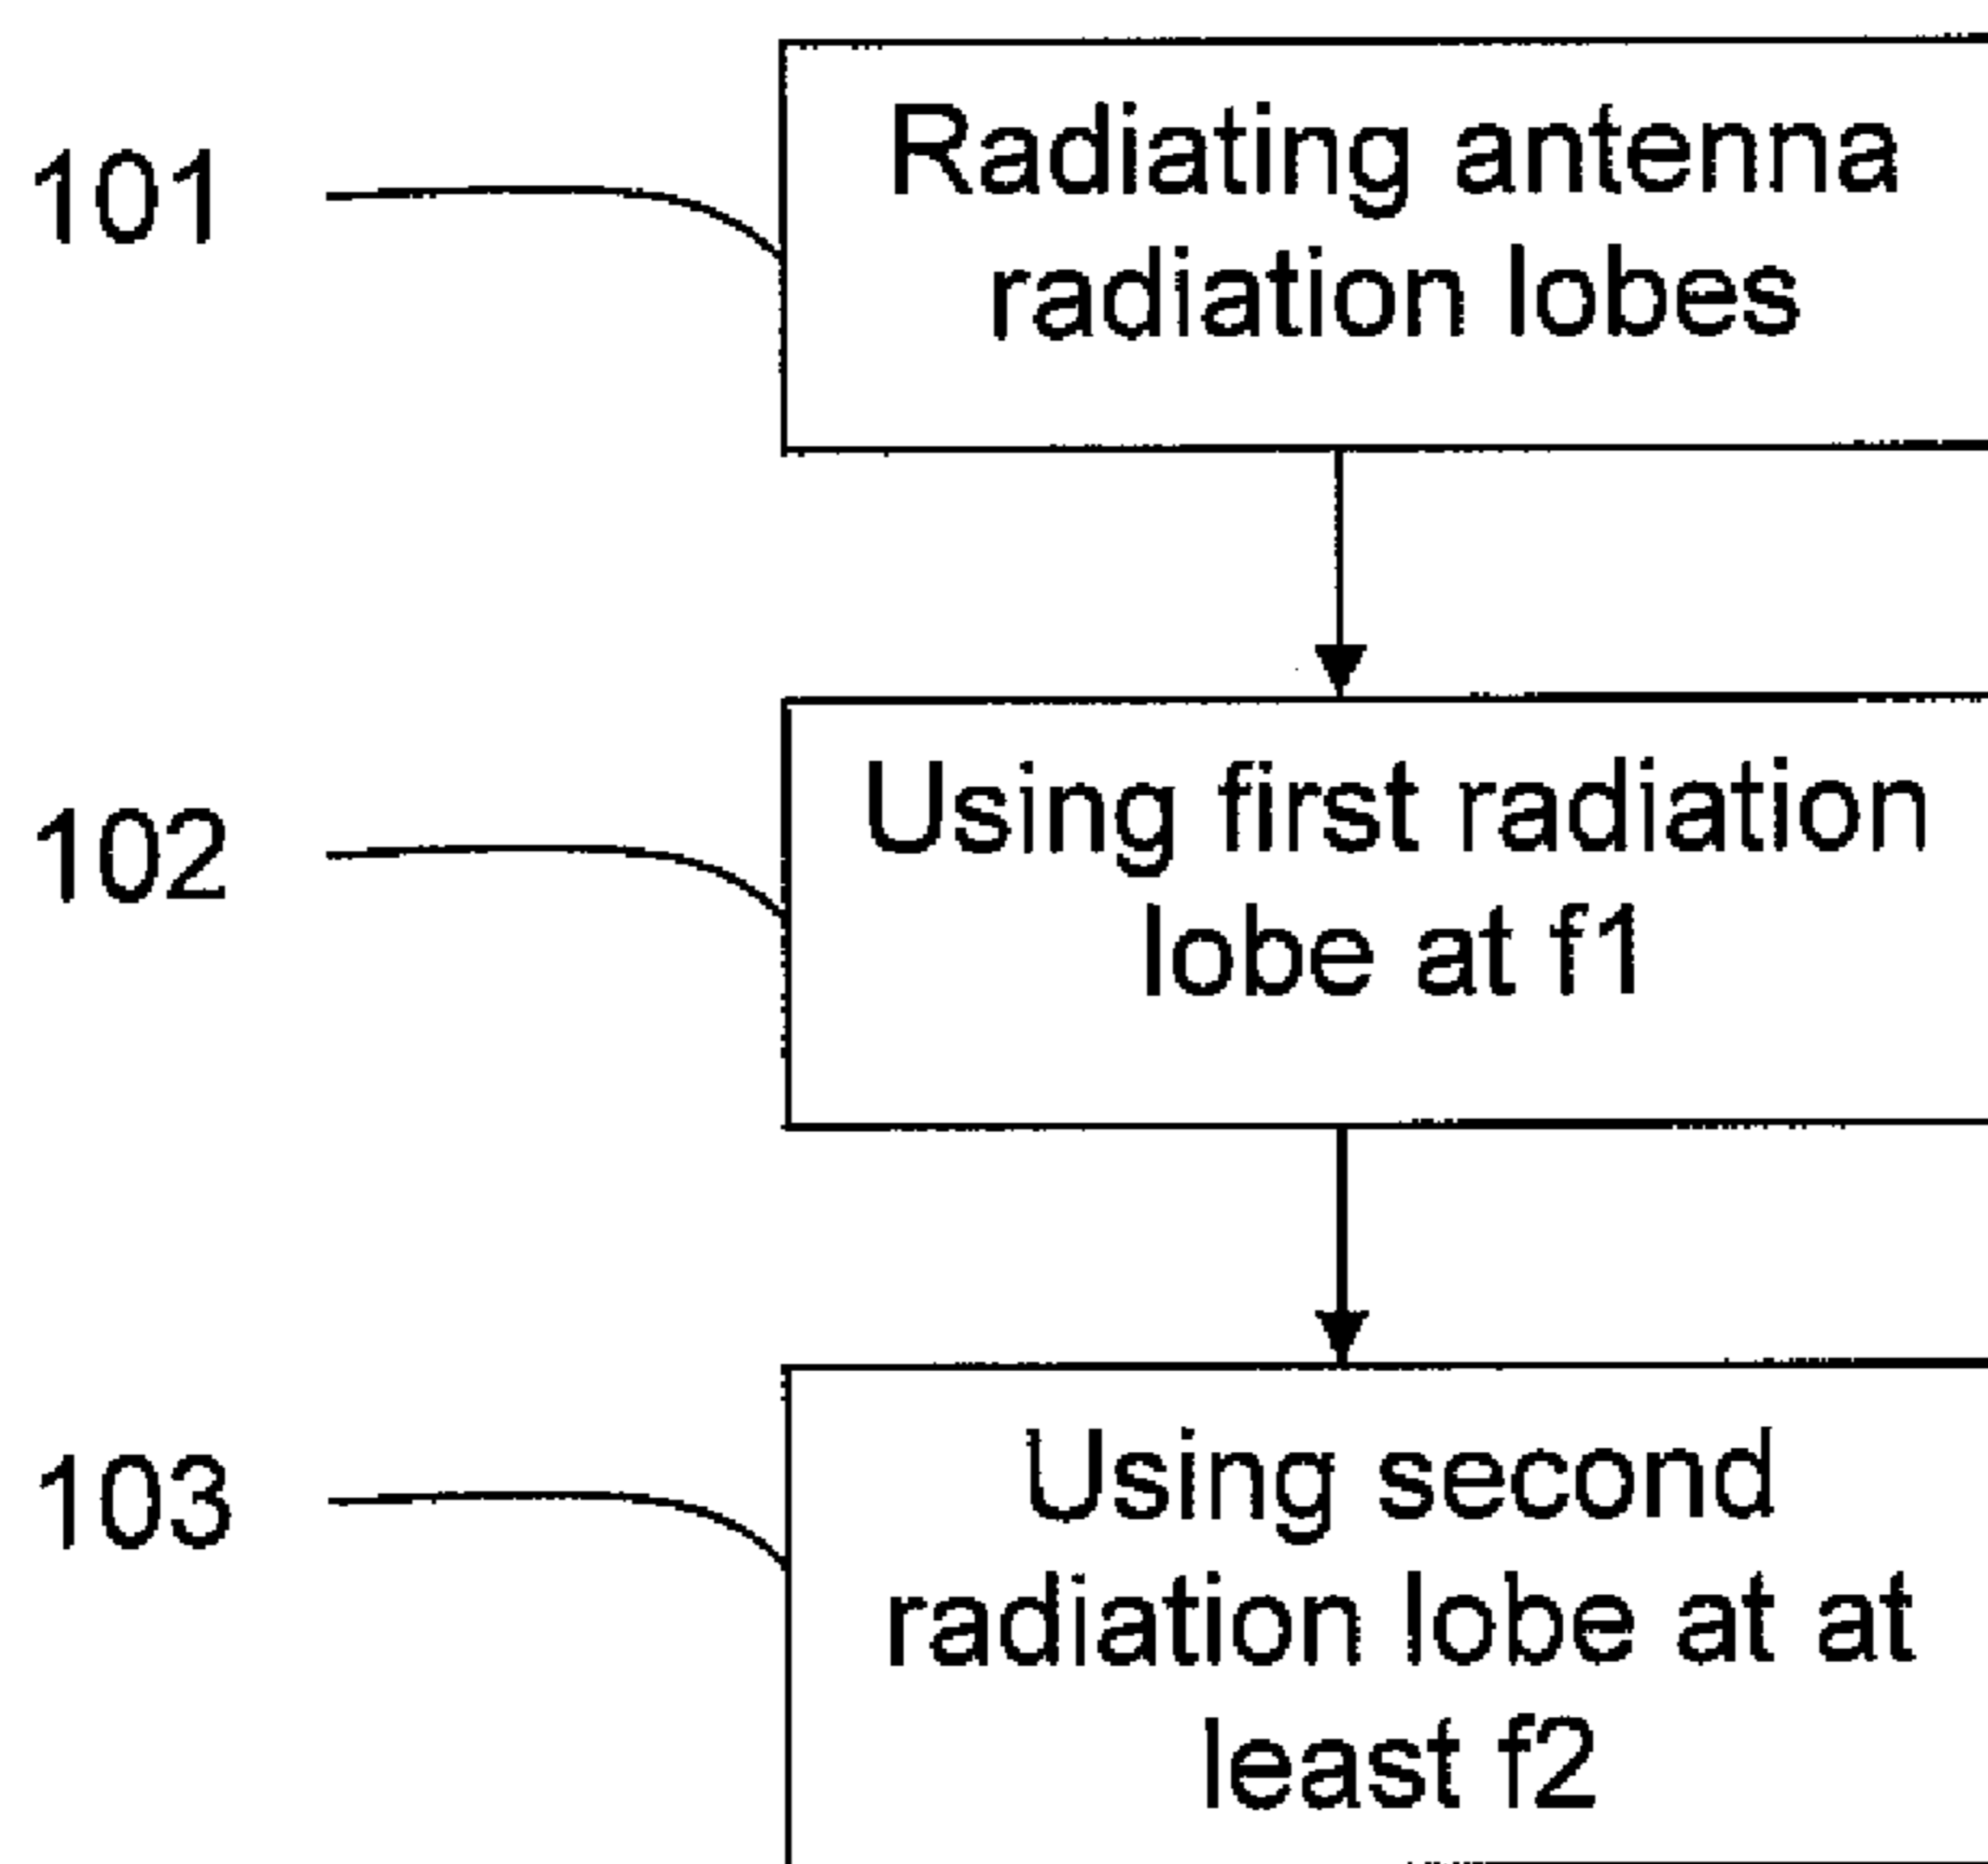 101
Radiating antenna
radiation lobes
102
Using first radiation
lobe at f1
103
Using second
radiation lobe at at
least f2